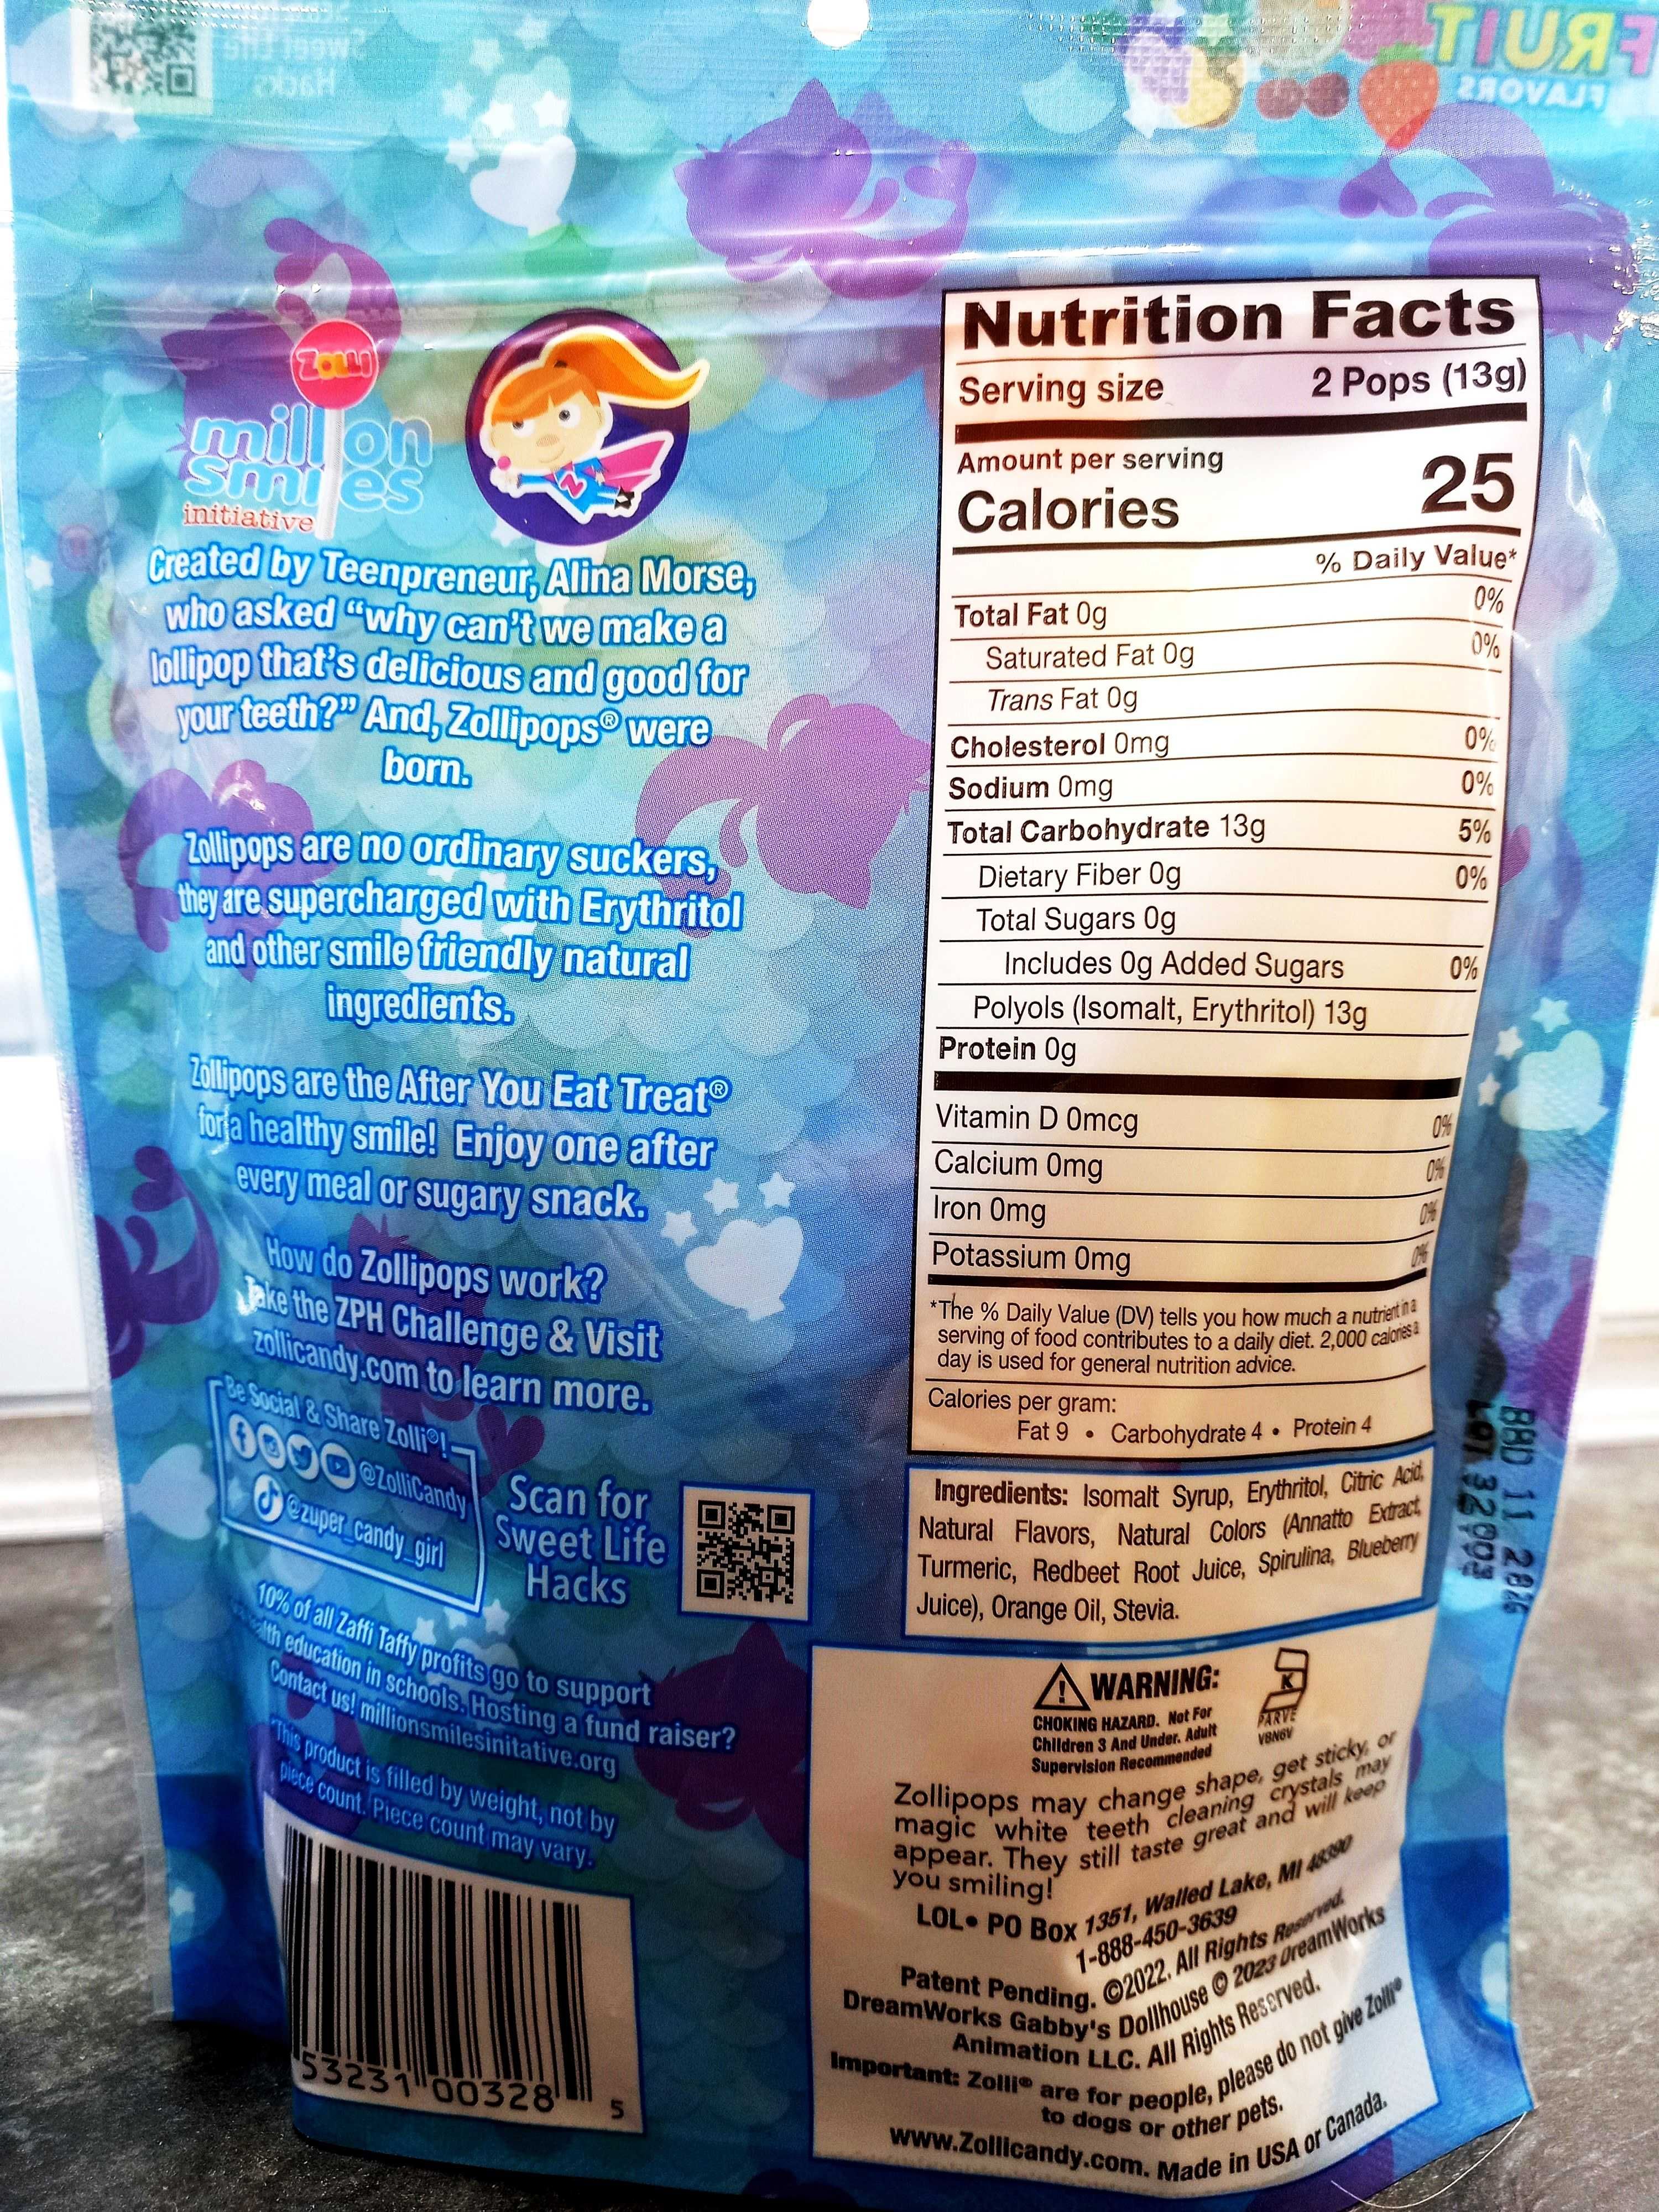 Sweet Life
Hacks
FRUIT
FLAVORS
Zolli
million
smiles
initiative
Created by Teenpreneur, Alina Morse,
who asked “why can't we make a
lollipop that's delicious and good for
your teeth?” And, Zollipops® were
born.
Zollipops are no ordinary suckers,
they are supercharged with Erythritol
and other smile friendly natural
ingredients.
Zollipops are the After You Eat Treat®
for a healthy smile! Enjoy one after
every meal or sugary snack.
How do Zollipops work?
Take the ZPH Challenge & Visit
zollicandy.com to learn more.
Be Social & Share Zolli®!
@ZolliCandy
@zuper_candy_girl
Scan for
Sweet Life
Hacks
10% of all Zaffi Taffy profits go to support
education in schools. Hosting a fund raiser?
Contact us! millionsmilesinitative.org
*This product is filled by weight, not by
piece count. Piece count may vary.
53231 00328 5
Nutrition Facts
Serving size 2 Pops (13g)
Amount per serving
Calories 25
% Daily Value*
Total Fat 0g 0%
Saturated Fat 0g 0%
Trans Fat 0g
Cholesterol 0mg 0%
Sodium 0mg 0%
Total Carbohydrate 13g 5%
Dietary Fiber 0g 0%
Total Sugars 0g
Includes 0g Added Sugars 0%
Polyols (Isomalt, Erythritol) 13g
Protein 0g
Vitamin D 0mcg 0%
Calcium 0mg 0%
Iron 0mg 0%
Potassium 0mg 0%
*The % Daily Value (DV) tells you how much a nutrient in a
serving of food contributes to a daily diet. 2,000 calories a
day is used for general nutrition advice.
Calories per gram:
Fat 9 • Carbohydrate 4 • Protein 4
Ingredients: Isomalt Syrup, Erythritol, Citric Acid,
Natural Flavors, Natural Colors (Annatto Extract,
Turmeric, Redbeet Root Juice, Spirulina, Blueberry
Juice), Orange Oil, Stevia.
WARNING:
CHOKING HAZARD. Not For
Children 3 And Under. Adult
Supervision Recommended
K
PARVE
VBN6V
Zollipops may change shape, get sticky, or
magic white teeth cleaning crystals may
appear. They still taste great and will keep
you smiling!
LOL• PO Box 1351, Walled Lake, MI 48390
1-888-450-3639
Patent Pending. ©2022. All Rights Reserved.
DreamWorks Gabby's Dollhouse © 2023 DreamWorks
Animation LLC. All Rights Reserved.
Important: Zolli® are for people, please do not give Zolli®
to dogs or other pets.
www.Zollicandy.com. Made in USA or Canada.